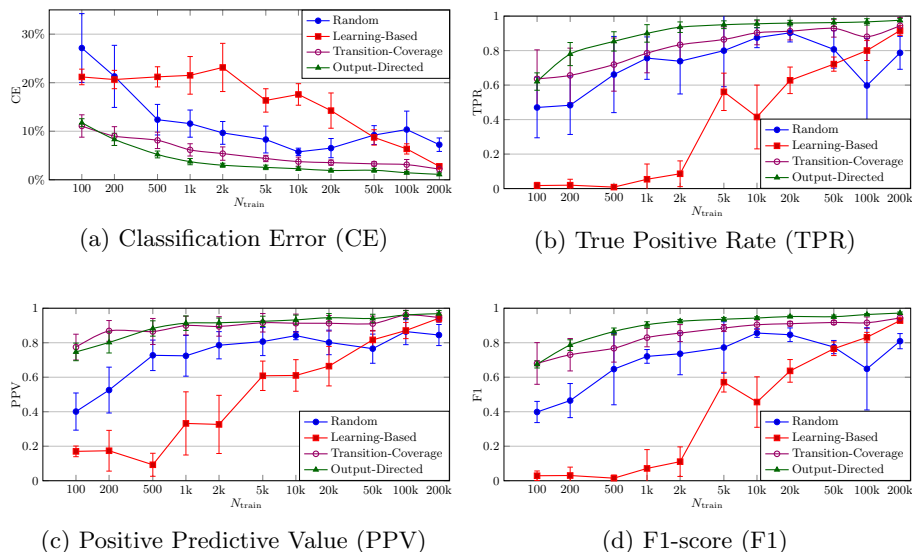 30%
20%
10%
0%
CE
100 200 500 1k 2k 5k 10k 20k 50k 100k 200k
N_train
Random
Learning-Based
Transition-Coverage
Output-Directed
(a) Classification Error (CE)
1
0.8
0.6
0.4
0.2
0
TPR
100 200 500 1k 2k 5k 10k 20k 50k 100k 200k
N_train
Random
Learning-Based
Transition-Coverage
Output-Directed
(b) True Positive Rate (TPR)
1
0.8
0.6
0.4
0.2
0
PPV
100 200 500 1k 2k 5k 10k 20k 50k 100k 200k
N_train
Random
Learning-Based
Transition-Coverage
Output-Directed
(c) Positive Predictive Value (PPV)
1
0.8
0.6
0.4
0.2
0
F1
100 200 500 1k 2k 5k 10k 20k 50k 100k 200k
N_train
Random
Learning-Based
Transition-Coverage
Output-Directed
(d) F1-score (F1)